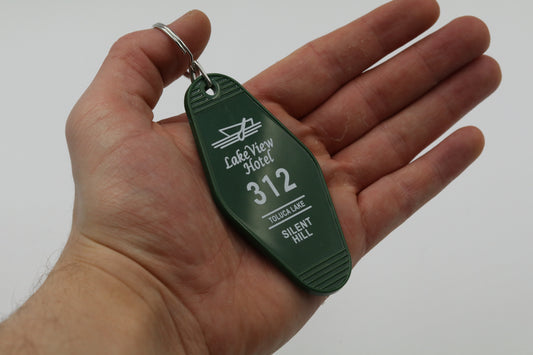 LakeView
Hotel
312
TOLUCA LAKE
SILENT
HILL